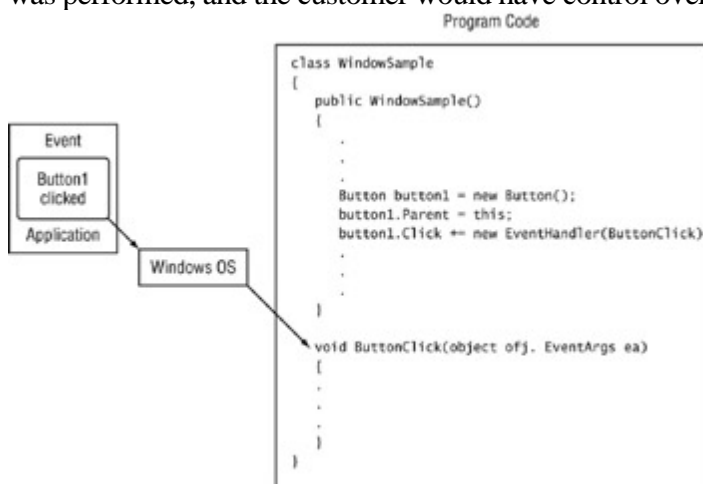 was performed, and the customer would have control over
Program Code
class WindowSample
{
public WindowSample()
{
.
.
.
Button button1 = new Button();
button1.Parent = this;
button1.Click += new EventHandler(ButtonClick)
.
.
.
}
void ButtonClick(object ofj. EventArgs ea)
{
.
.
.
}
}
Event
Button1
clicked
Application
Windows OS